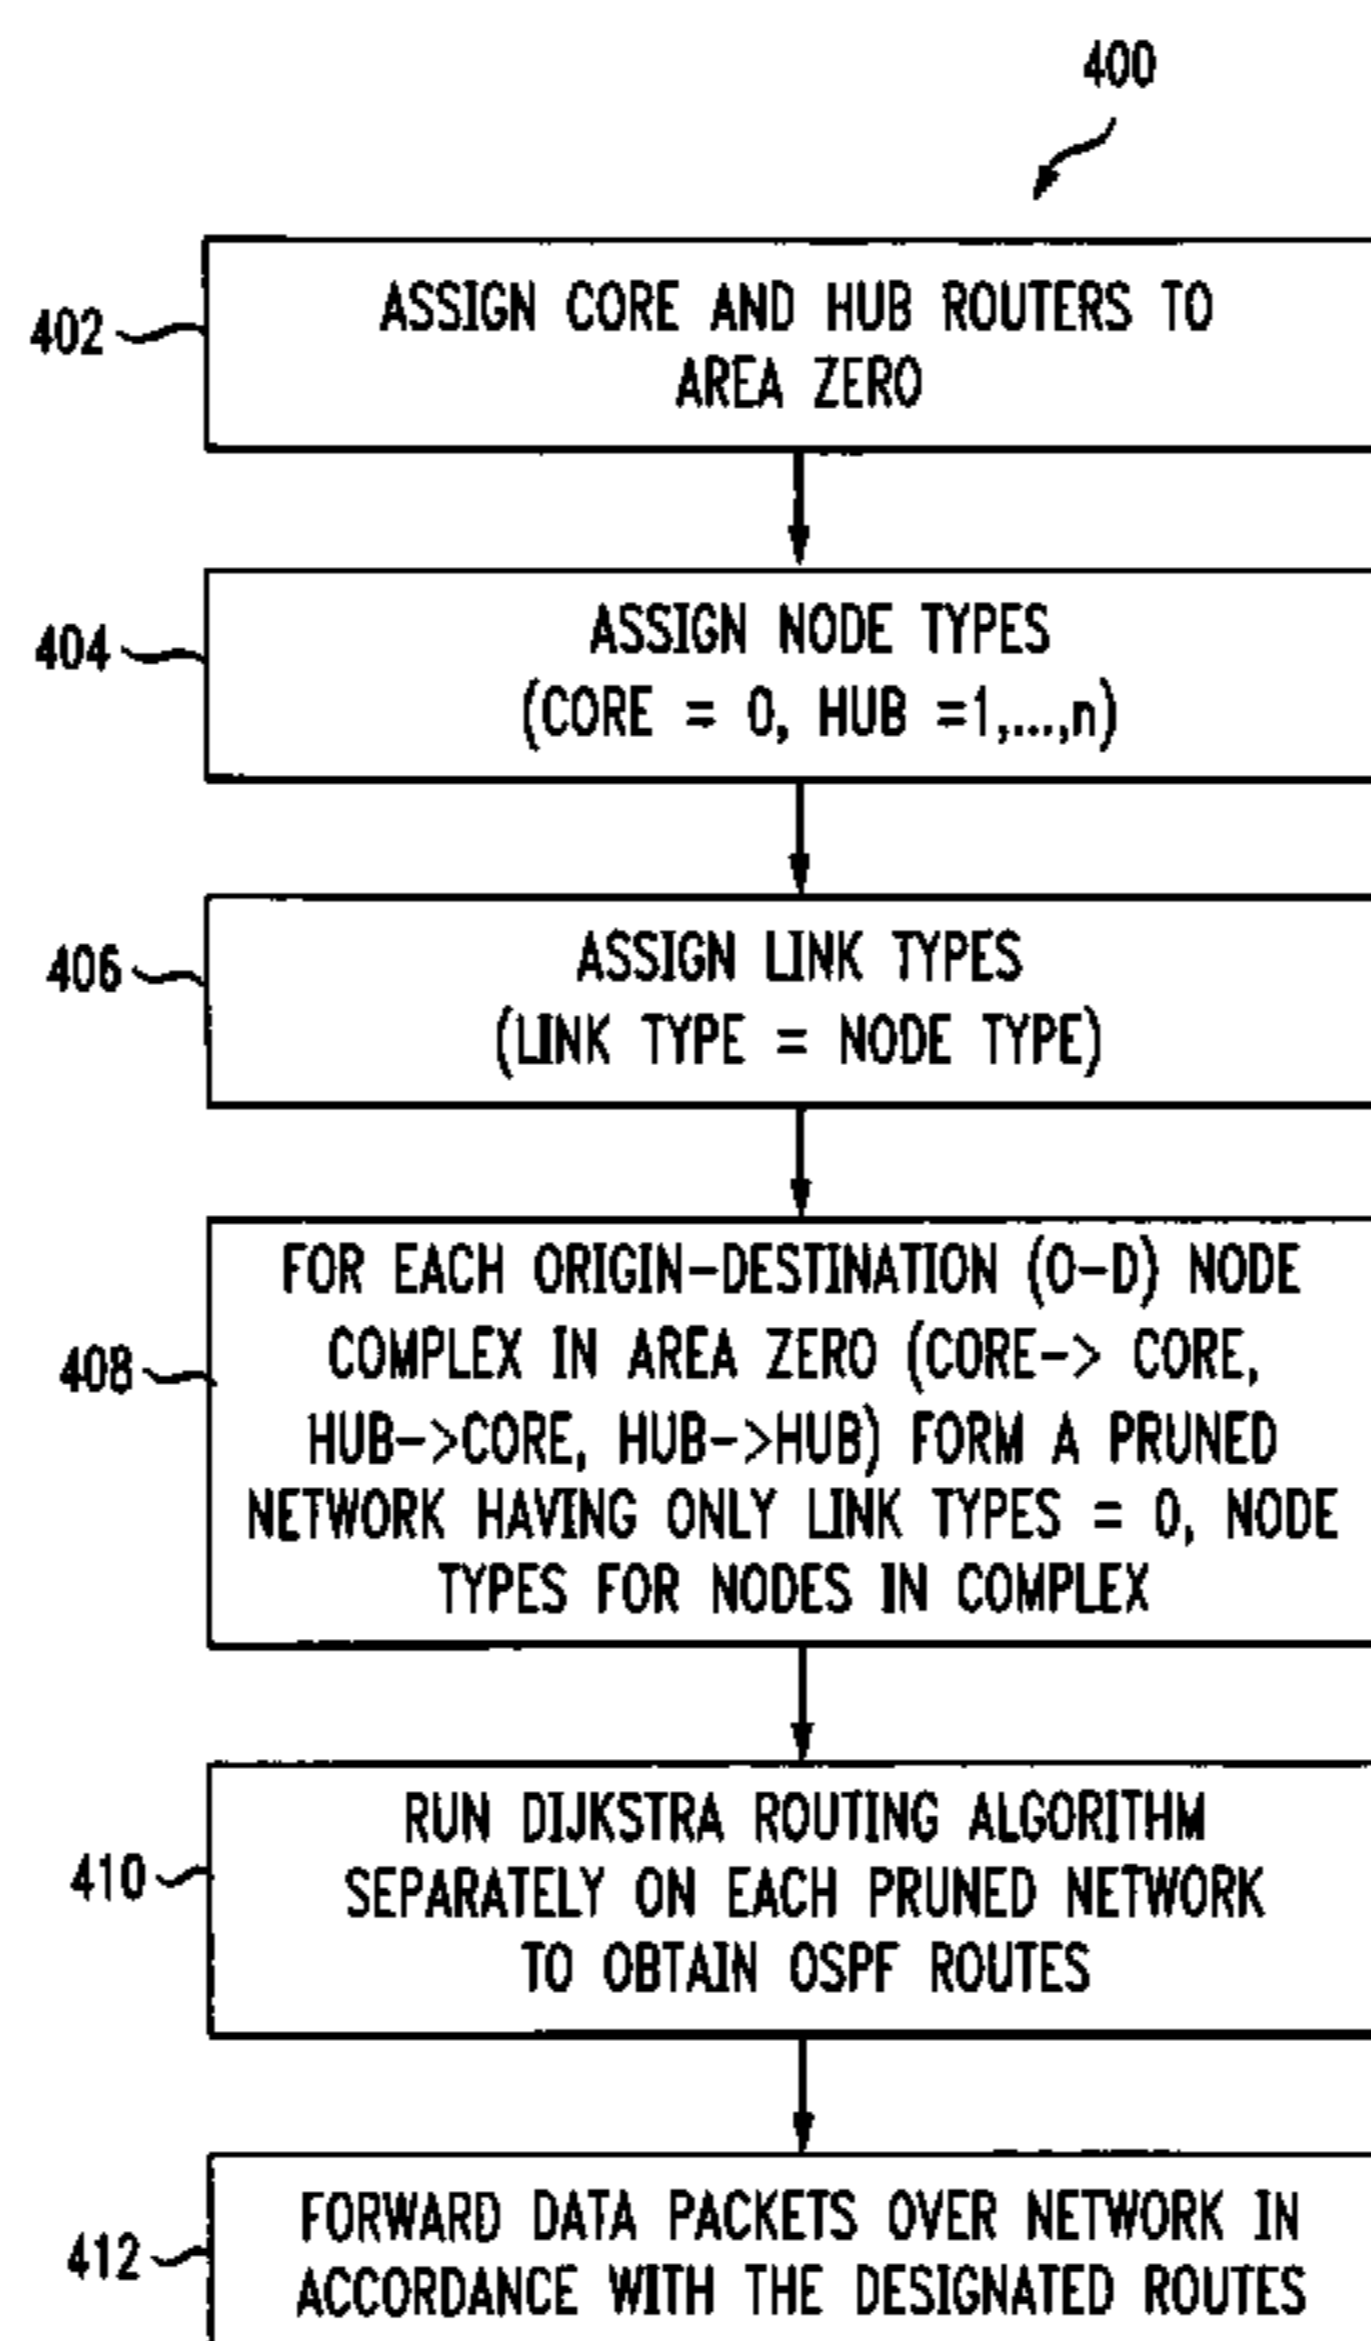 400
402
ASSIGN CORE AND HUB ROUTERS TO
AREA ZERO
404
ASSIGN NODE TYPES
(CORE = 0, HUB =1,...,n)
406
ASSIGN LINK TYPES
(LINK TYPE = NODE TYPE)
408
FOR EACH ORIGIN-DESTINATION (O-D) NODE
COMPLEX IN AREA ZERO (CORE-> CORE,
HUB->CORE, HUB->HUB) FORM A PRUNED
NETWORK HAVING ONLY LINK TYPES = 0, NODE
TYPES FOR NODES IN COMPLEX
410
RUN DIJKSTRA ROUTING ALGORITHM
SEPARATELY ON EACH PRUNED NETWORK
TO OBTAIN OSPF ROUTES
412
FORWARD DATA PACKETS OVER NETWORK IN
ACCORDANCE WITH THE DESIGNATED ROUTES